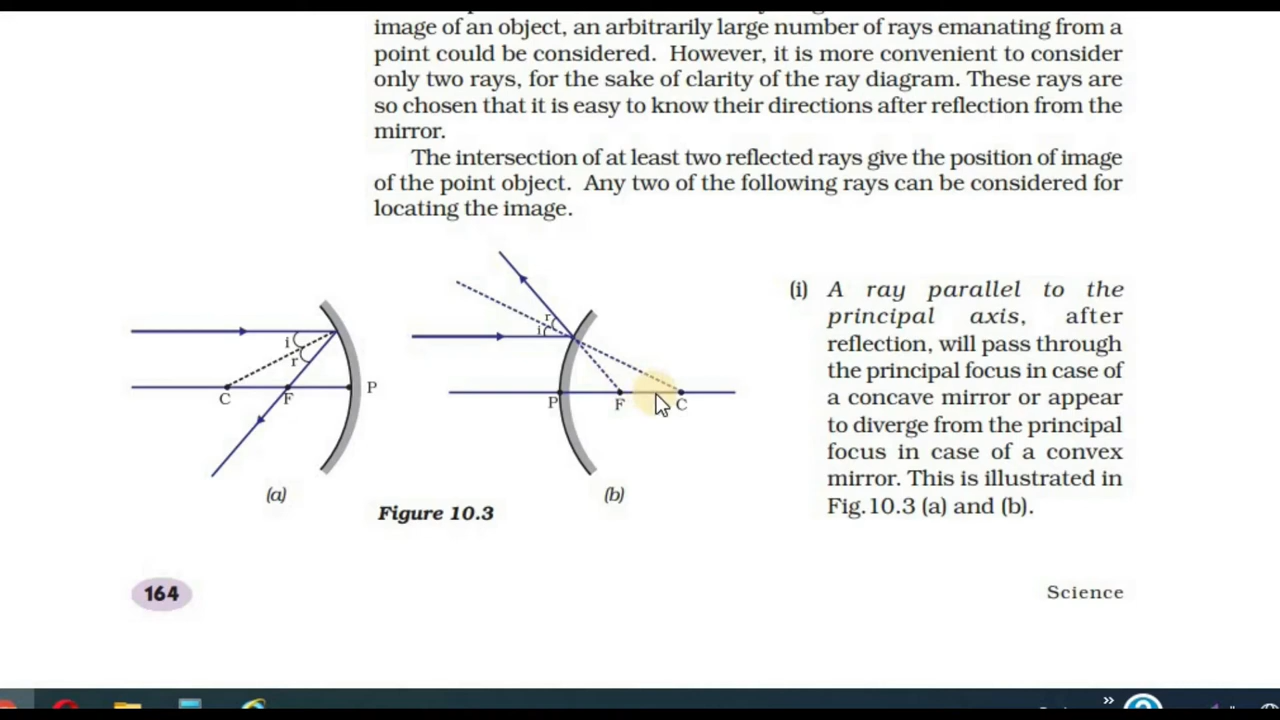 image of an object, an arbitrarily large number of rays emanating from a
point could be considered. However, it is more convenient to consider
only two rays, for the sake of clarity of the ray diagram. These rays are
so chosen that it is easy to know their directions after reflection from the
mirror.
The intersection of at least two reflected rays give the position of image
of the point object. Any two of the following rays can be considered for
locating the image.
i
r
C
F
P
(a)
r
i
P
F
C
(b)
Figure 10.3
(i) A ray parallel to the
principal axis, after
reflection, will pass through
the principal focus in case of
a concave mirror or appear
to diverge from the principal
focus in case of a convex
mirror. This is illustrated in
Fig.10.3 (a) and (b).
164
Science
»
?